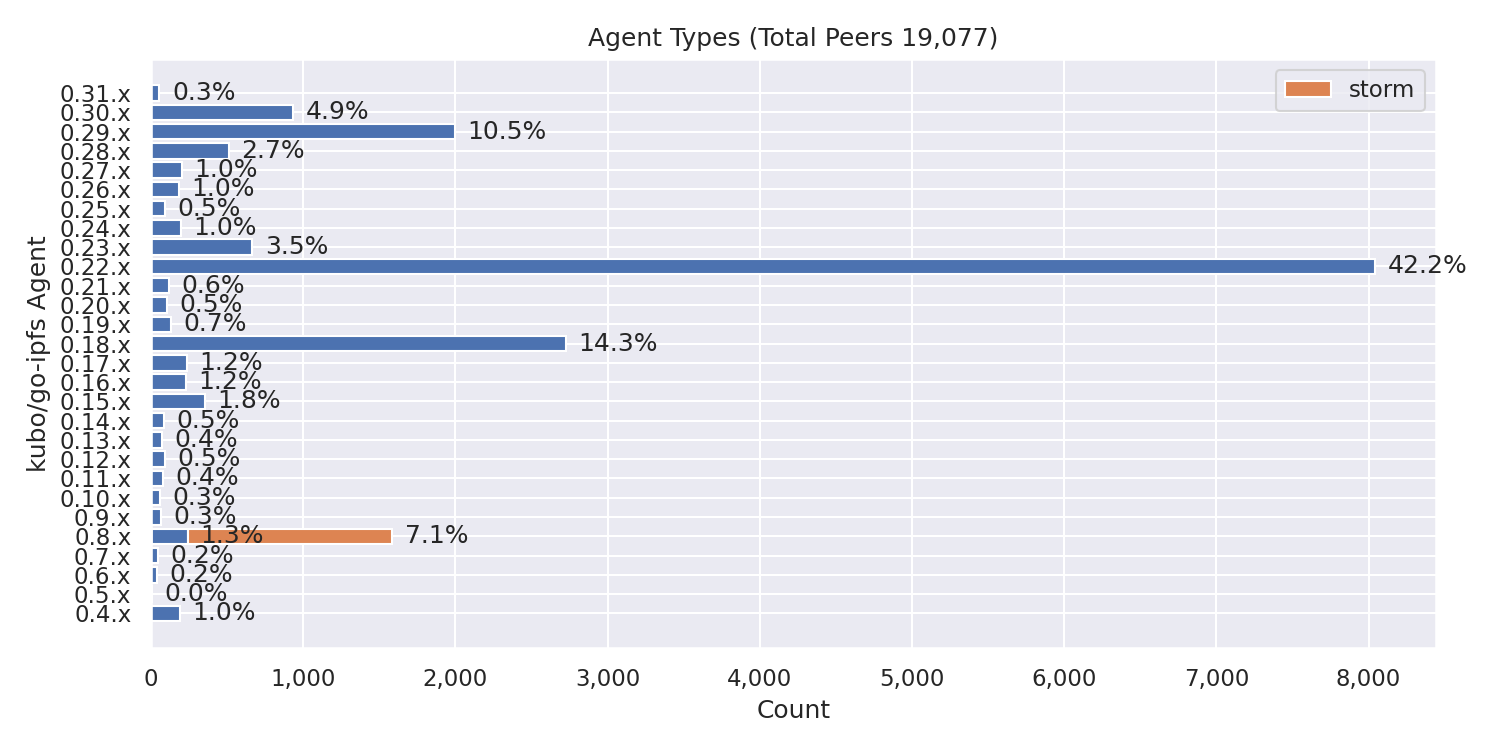 Agent Types (Total Peers 19,077)
storm
kubo/go-ipfs Agent
0.31.x 0.3%
0.30.x 4.9%
0.29.x 10.5%
0.28.x 2.7%
0.27.x 1.0%
0.26.x 1.0%
0.25.x 0.5%
0.24.x 1.0%
0.23.x 3.5%
0.22.x 42.2%
0.21.x 0.6%
0.20.x 0.5%
0.19.x 0.7%
0.18.x 14.3%
0.17.x 1.2%
0.16.x 1.2%
0.15.x 1.8%
0.14.x 0.5%
0.13.x 0.4%
0.12.x 0.5%
0.11.x 0.4%
0.10.x 0.3%
0.9.x 0.3%
0.8.x 1.3% 7.1%
0.7.x 0.2%
0.6.x 0.2%
0.5.x 0.0%
0.4.x 1.0%
0 1,000 2,000 3,000 4,000 5,000 6,000 7,000 8,000
Count